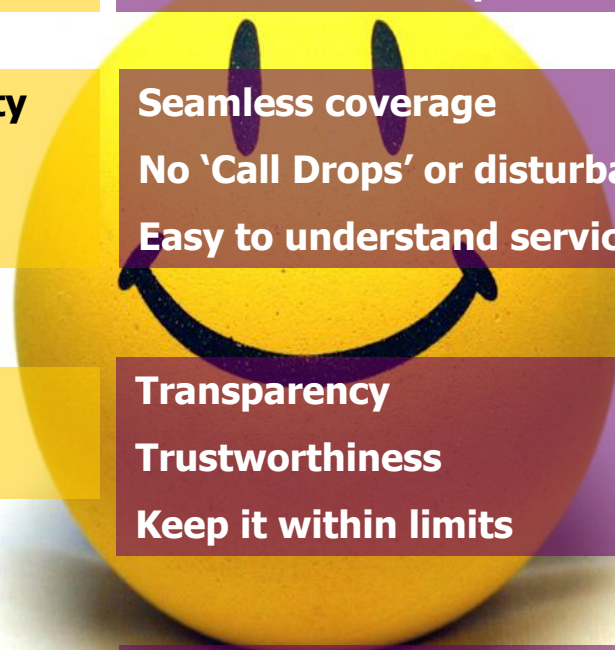 Seamless coverage
No ‘Call Drops’ or
Easy to understand
Transparency
Trustworthiness
Keep it within limits